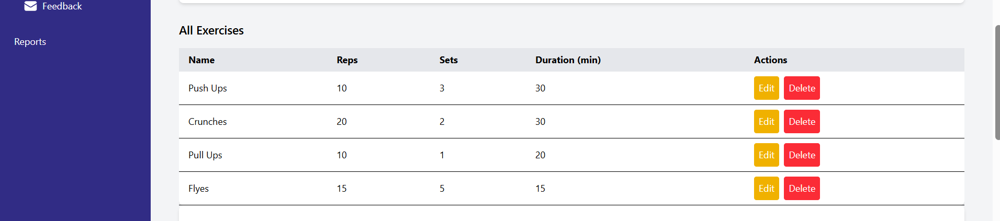 Feedback
Reports
All Exercises
Name Reps Sets Duration (min) Actions
Push Ups 10 3 30 Edit Delete
Crunches 20 2 30 Edit Delete
Pull Ups 10 1 20 Edit Delete
Flyes 15 5 15 Edit Delete